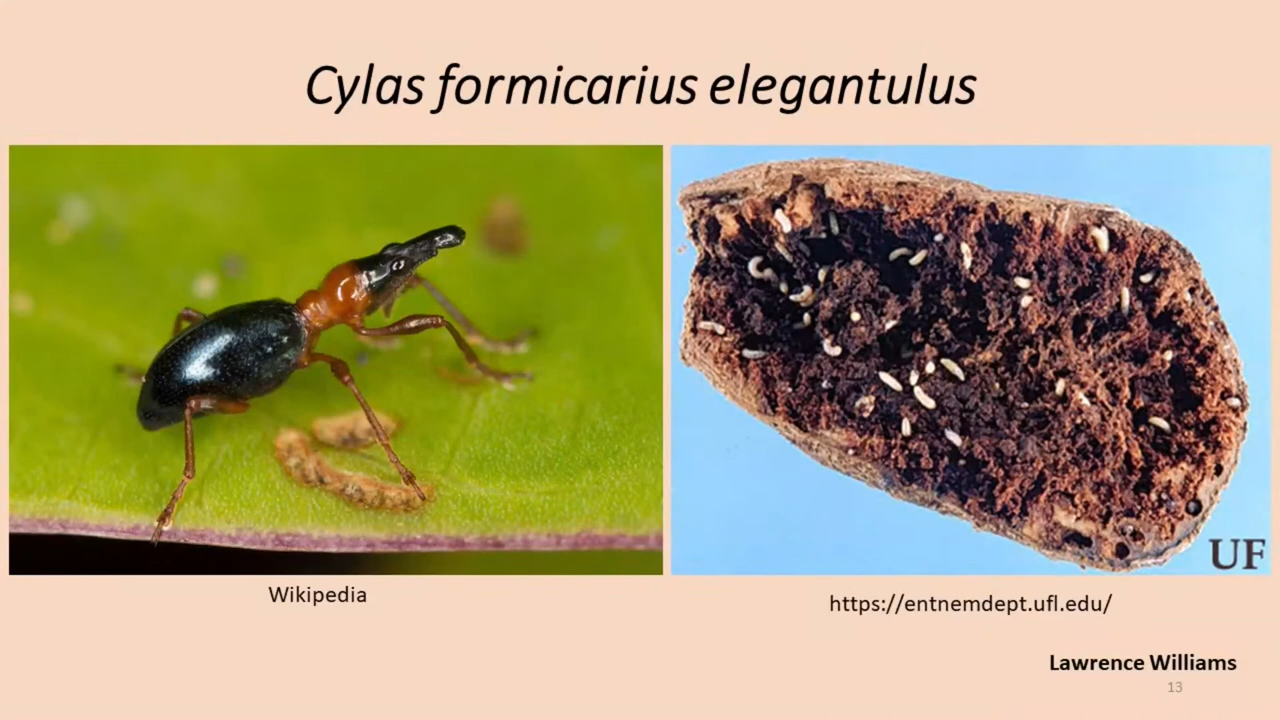 Cylas formicarius elegantulus
UF
Wikipedia
https://entnemdept.ufl.edu/
Lawrence Williams
13